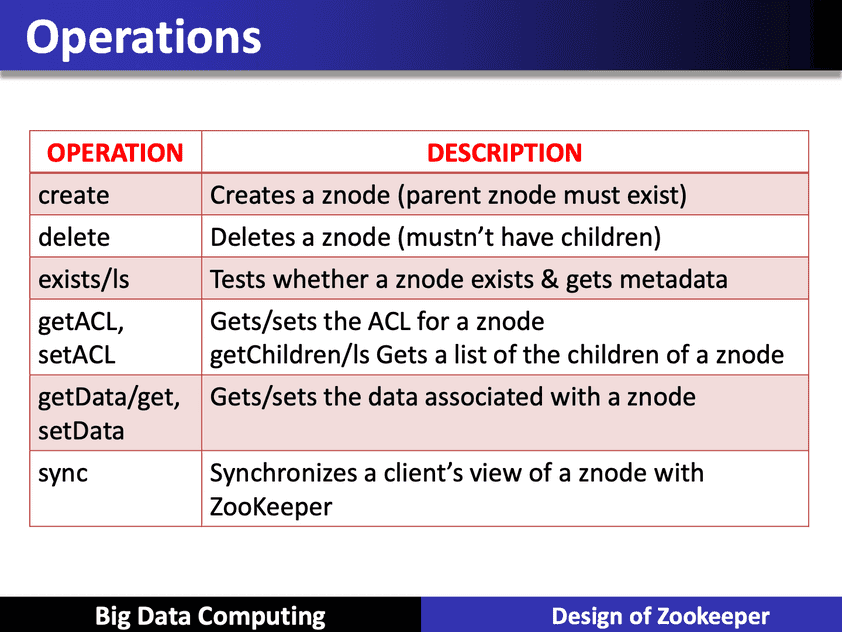 Operations
OPERATION DESCRIPTION
create Creates a znode (parent znode must exist)
delete Deletes a znode (mustn’t have children)
exists/ls Tests whether a znode exists & gets metadata
getACL, Gets/sets the ACL for a znode
setACL getChildren/ls Gets a list of the children of a znode
getData/get, Gets/sets the data associated with a znode
setData
sync Synchronizes a client’s view of a znode with
ZooKeeper
Big Data Computing Design of Zookeeper